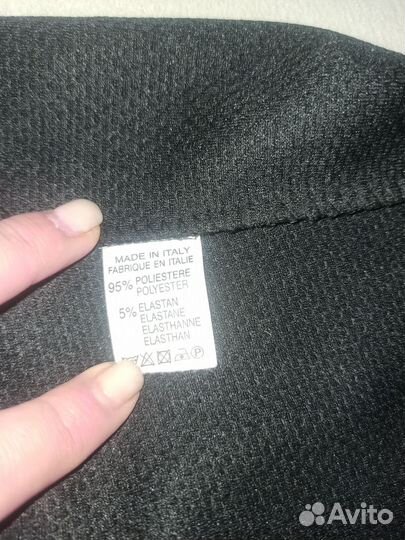 MADE IN ITALY
FABRIQUE EN ITALIE
95% POLIESTERE
POLYESTER
5% ELASTAN
ELASTANE
ELASTHANNE
ELASTHAN
P
Avito